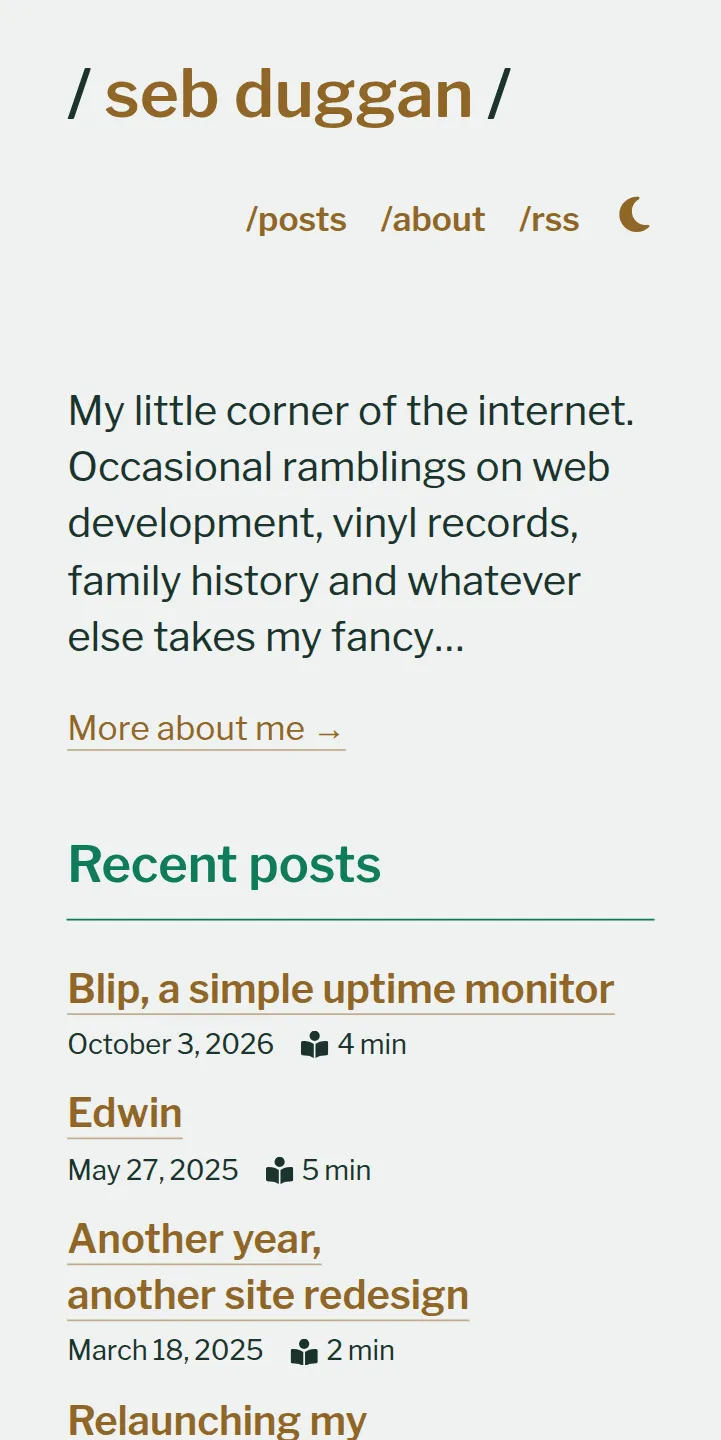 / seb duggan /
/posts /about /rss
My little corner of the internet.
Occasional ramblings on web
development, vinyl records,
family history and whatever
else takes my fancy…
More about me →
Recent posts
Blip, a simple uptime monitor
October 3, 2026 4 min
Edwin
May 27, 2025 5 min
Another year,
another site redesign
March 18, 2025 2 min
Relaunching my